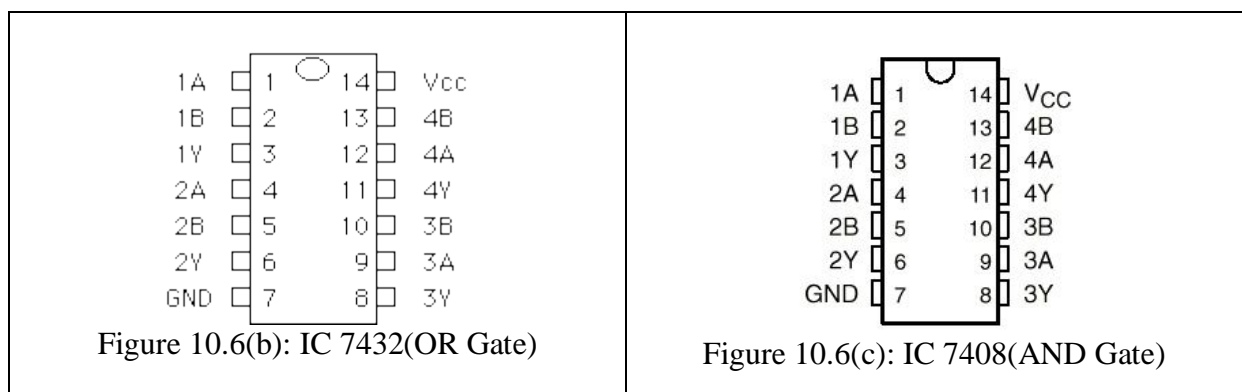 1A 1 14 Vcc
1B 2 13 4B
1Y 3 12 4A
2A 4 11 4Y
2B 5 10 3B
2Y 6 9 3A
GND 7 8 3Y
Figure 10.6(b): IC 7432(OR Gate)
1A 1 14 VCC
1B 2 13 4B
1Y 3 12 4A
2A 4 11 4Y
2B 5 10 3B
2Y 6 9 3A
GND 7 8 3Y
Figure 10.6(c): IC 7408(AND Gate)